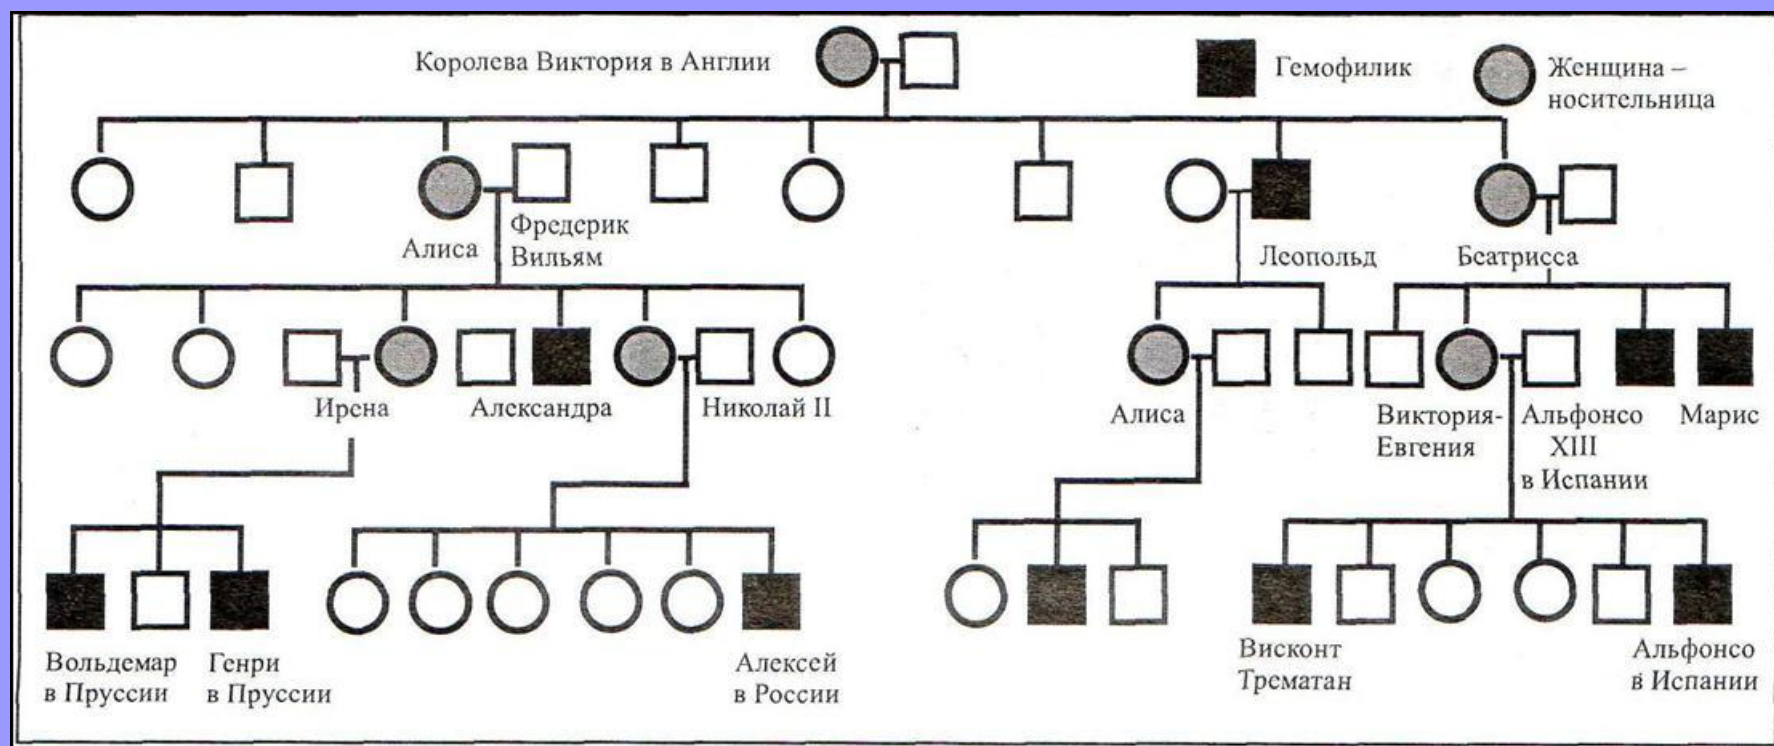 Королева Виктория в Англии
Гемофилик
Женщина –
носительница
Алиса
Фредерик
Вильям
Леопольд
Беатрисса
Ирена
Александра
Николай II
Алиса
Виктория-
Евгения
Альфонсо
XIII
в Испании
Марис
Вольдемар
в Пруссии
Генри
в Пруссии
Алексей
в России
Висконт
Трематан
Альфонсо
в Испании